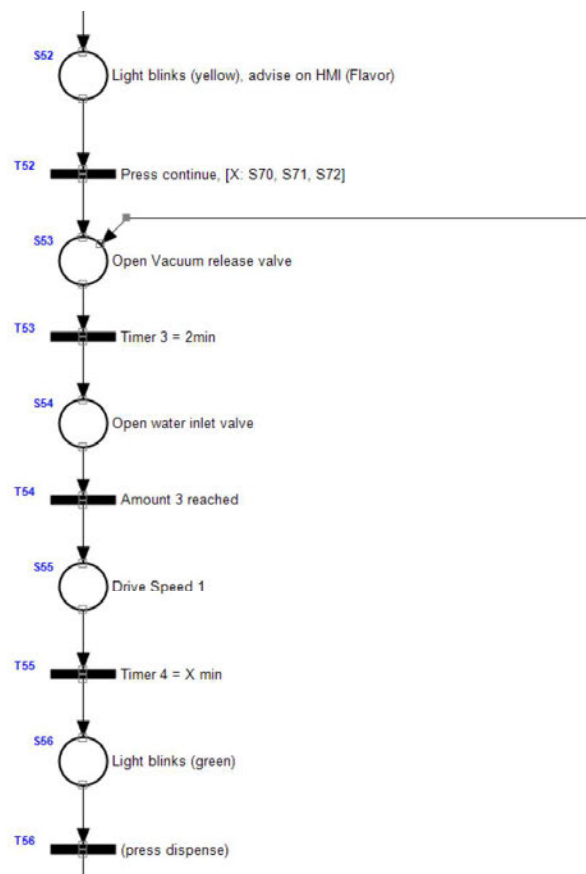 S52
Light blinks (yellow), advise on HMI (Flavor)
T52
Press continue, [X: S70, S71, S72]
S53
Open Vacuum release valve
T53
Timer 3 = 2min
S54
Open water inlet valve
T54
Amount 3 reached
S55
Drive Speed 1
T55
Timer 4 = X min
S56
Light blinks (green)
T56
(press dispense)